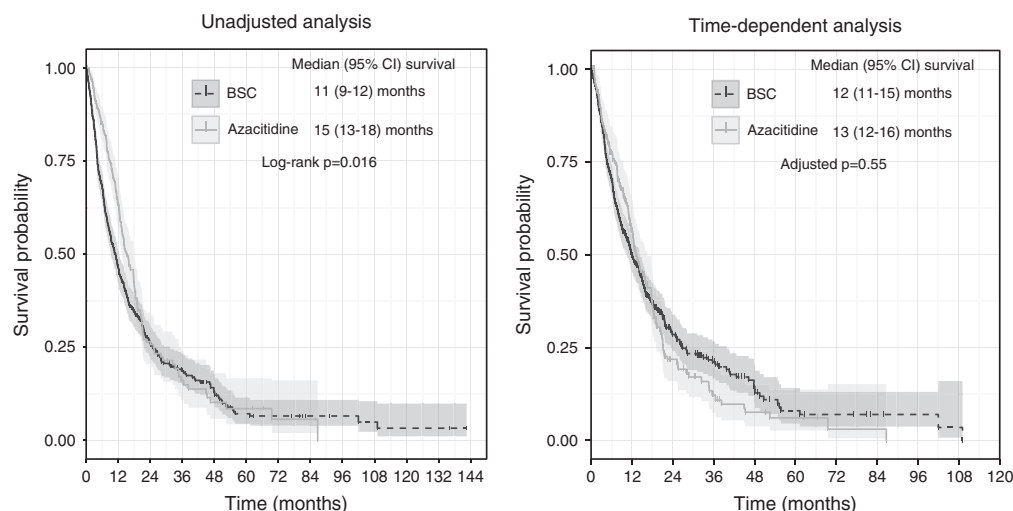 Unadjusted analysis
Median (95% CI) survival
BSC 11 (9-12) months
Azacitidine 15 (13-18) months
Log-rank p=0.016
Survival probability
1.00
0.75
0.50
0.25
0.00
0 12 24 36 48 60 72 84 96 108 120 132 144
Time (months)
Time-dependent analysis
Median (95% CI) survival
BSC 12 (11-15) months
Azacitidine 13 (12-16) months
Adjusted p=0.55
Survival probability
1.00
0.75
0.50
0.25
0.00
0 12 24 36 48 60 72 84 96 108 120
Time (months)